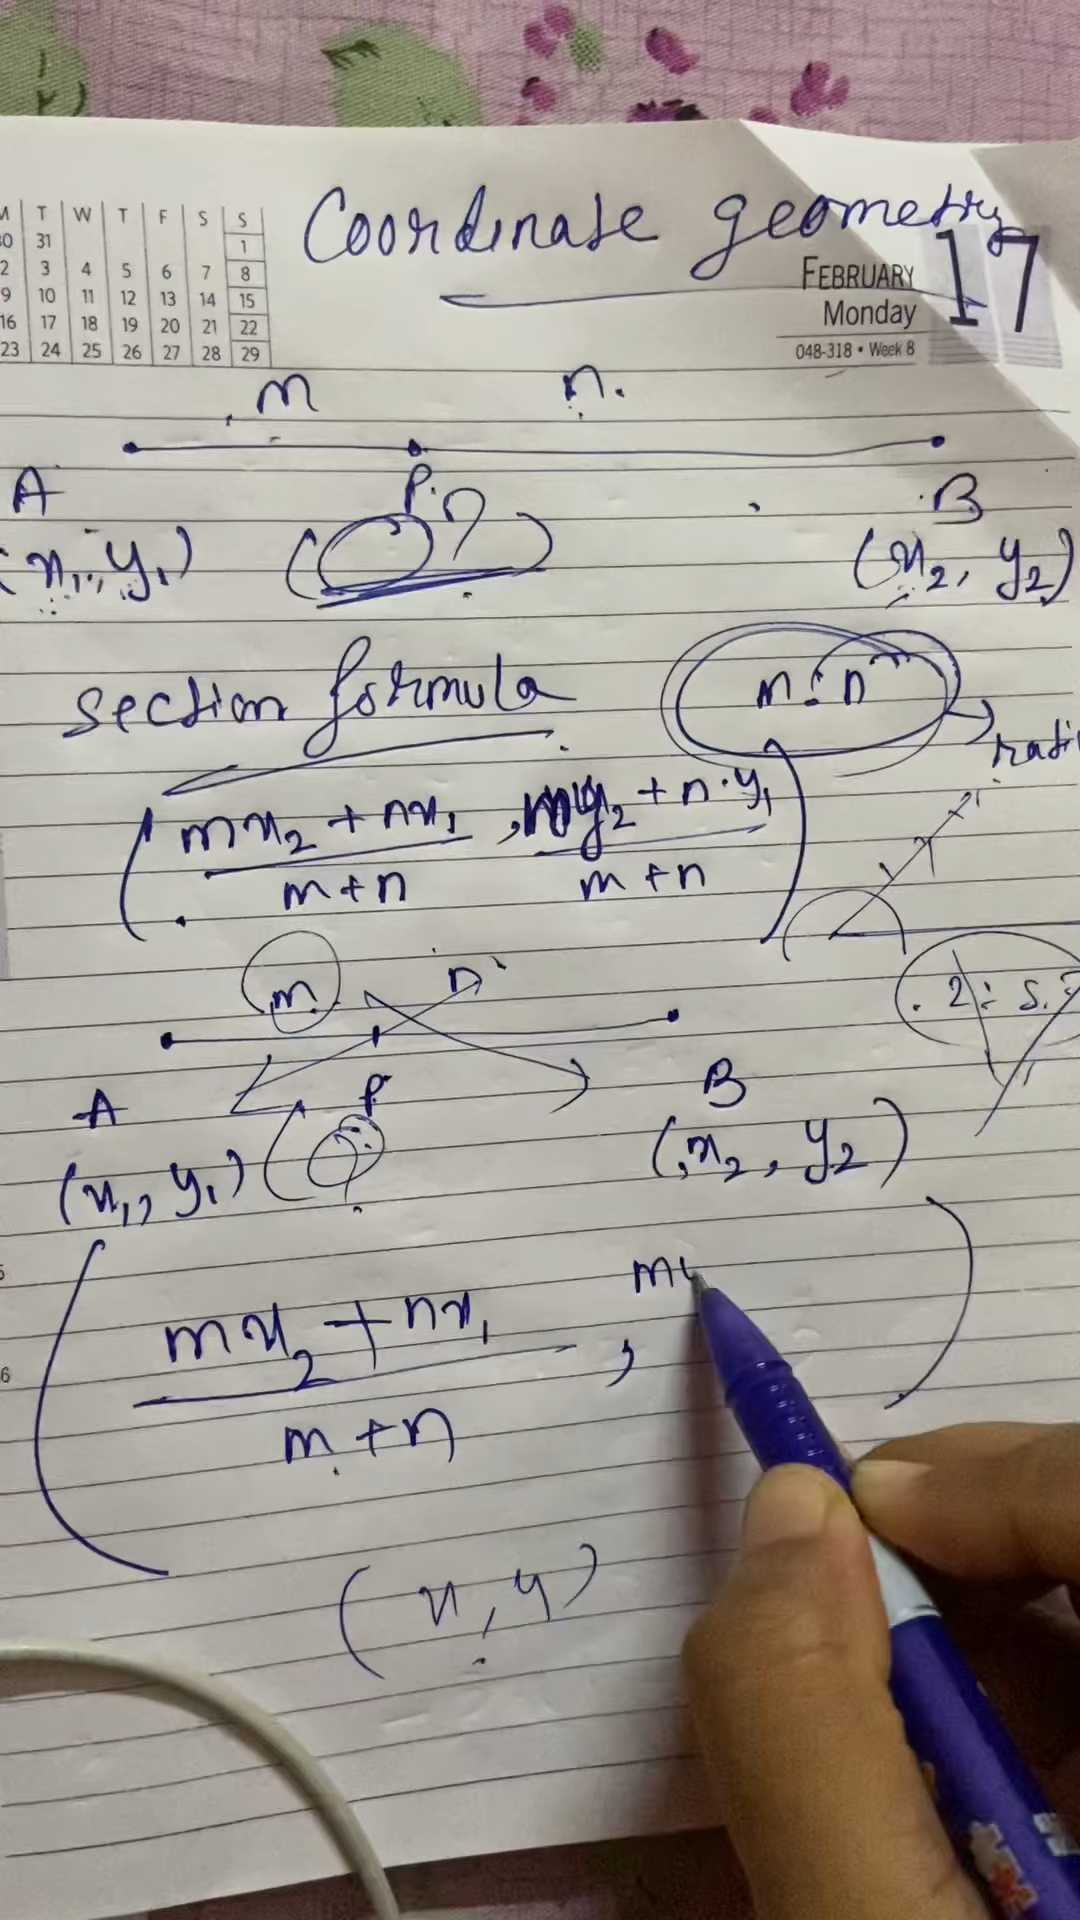 Coordinate geometry
M T W T F S S
30 31 1
2 3 4 5 6 7 8
9 10 11 12 13 14 15
16 17 18 19 20 21 22
23 24 25 26 27 28 29
FEBRUARY 17
Monday
048-318 • Week 8
m n.
A P. B
(x₁, y₁) ( ) (x₂, y₂)
section formula m:n
(mx₂ + nx₁ , my₂ + n·y₁)
m+n m+n
m n
2:5
A P B
(x₁, y₁) (?) (x₂, y₂)
(mx₂ + nx₁ , my )
m+n
(x, y)